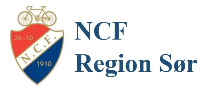 NCF
Region Sør
26-10
N.C.F.
1910